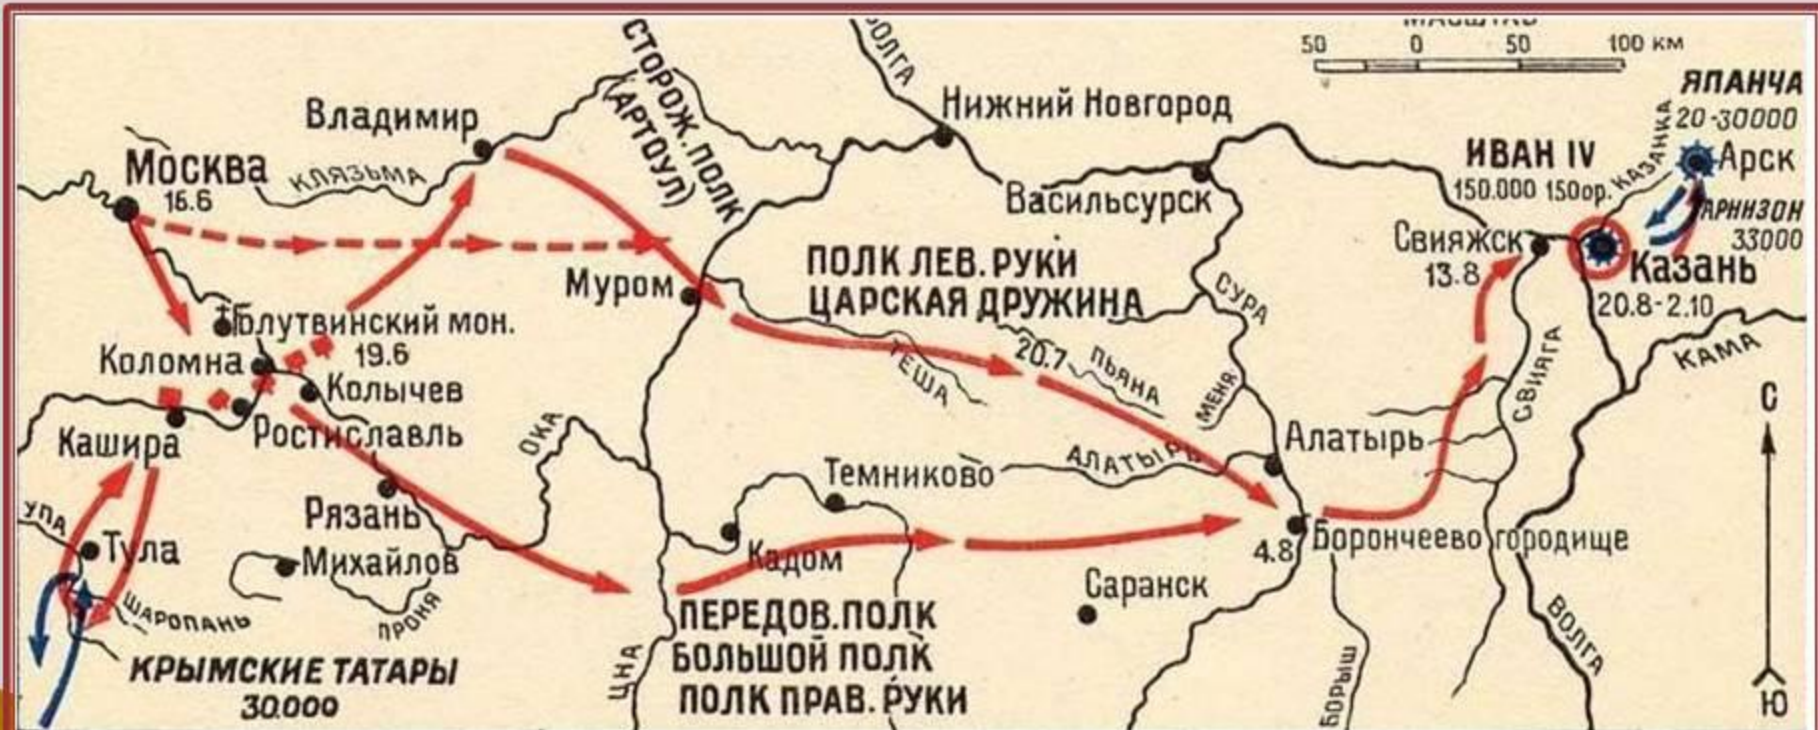 ВОЛГА
МАСШТАБ
50 0 50 100 км
СТОРОЖ. ПОЛК
(АРТОУЛ)
Владимир
Нижний Новгород
ЯПАНЧА
20-30000
Арск
КАЗАНКА
ИВАН IV
150.000 150ор.
Москва
16.6
КЛЯЗЬМА
Васильсурск
АРНИЗОН
33000
Свияжск
13.8
Казань
20.8-2.10
ПОЛК ЛЕВ. РУКИ
ЦАРСКАЯ ДРУЖИНА
Муром
СУРА
Голутвинский мон.
19.6
Коломна
Колычев
ТЕША
20.7
ПЬЯНА
МЕНЯ
СВИЯГА
КАМА
С
Кашира
Ростиславль
ОКА
Темниково
АЛАТЫРЬ
Алатырь
УПА
Тула
Рязань
Михайлов
ШАРОПАНЬ
ПРОНЯ
Кадом
4.8
Борончеево городище
Саранск
КРЫМСКИЕ ТАТАРЫ
30.000
ЦНА
ПЕРЕДОВ. ПОЛК
БОЛЬШОЙ ПОЛК
ПОЛК ПРАВ. РУКИ
БОРЫШ
ВОЛГА
Ю